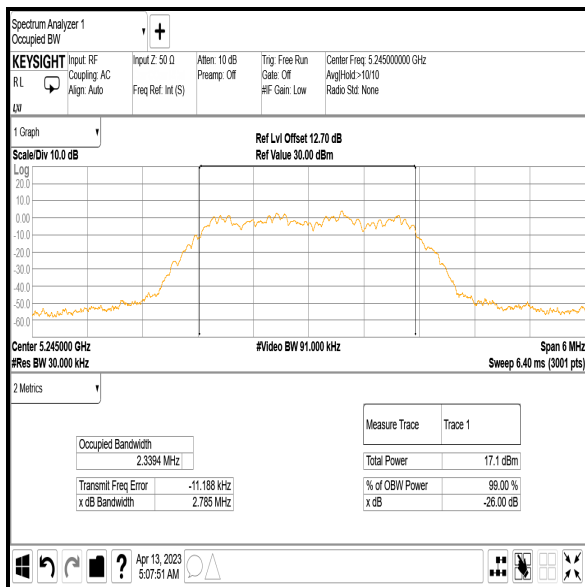 Spectrum Analyzer 1
Occupied BW
KEYSIGHT
RL
LXI
Input: RF
Coupling: AC
Align: Auto
Input Z: 50 Ω
Freq Ref: Int (S)
Atten: 10 dB
Preamp: Off
Trig: Free Run
Gate: Off
#IF Gain: Low
Center Freq: 5.245000000 GHz
Avg|Hold:>10/10
Radio Std: None
1 Graph
Scale/Div 10.0 dB
Ref Lvl Offset 12.70 dB
Ref Value 30.00 dBm
Log
20.0
10.0
0.00
-10.0
-20.0
-30.0
-40.0
-50.0
-60.0
Center 5.245000 GHz
#Res BW 30.000 kHz
#Video BW 91.000 kHz
Span 6 MHz
Sweep 6.40 ms (3001 pts)
2 Metrics
Occupied Bandwidth
2.3394 MHz
Transmit Freq Error -11.188 kHz
x dB Bandwidth 2.785 MHz
Measure Trace Trace 1
Total Power 17.1 dBm
% of OBW Power 99.00 %
x dB -26.00 dB
?
Apr 13, 2023
5:07:51 AM